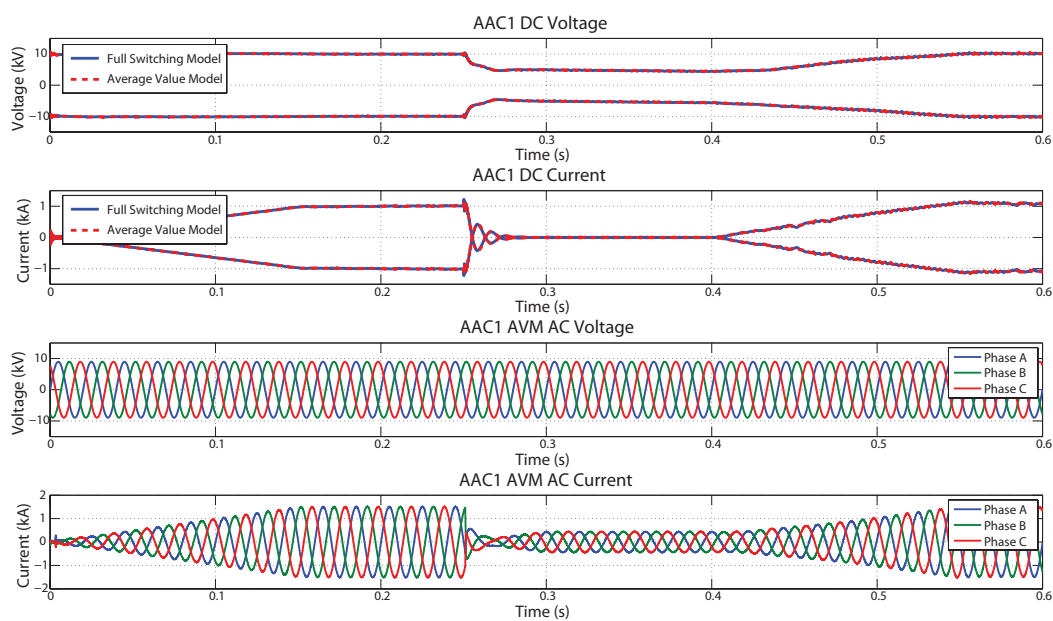 AAC1 DC Voltage
Voltage (kV)
10
0
−10
Full Switching Model
Average Value Model
0 0.1 0.2 0.3 0.4 0.5 0.6
Time (s)
AAC1 DC Current
Current (kA)
1
0
−1
Full Switching Model
Average Value Model
0 0.1 0.2 0.3 0.4 0.5 0.6
Time (s)
AAC1 AVM AC Voltage
Voltage (kV)
10
0
−10
Phase A
Phase B
Phase C
0 0.1 0.2 0.3 0.4 0.5 0.6
Time (s)
AAC1 AVM AC Current
Current (kA)
2
1
0
−1
−2
Phase A
Phase B
Phase C
0 0.1 0.2 0.3 0.4 0.5 0.6
Time (s)